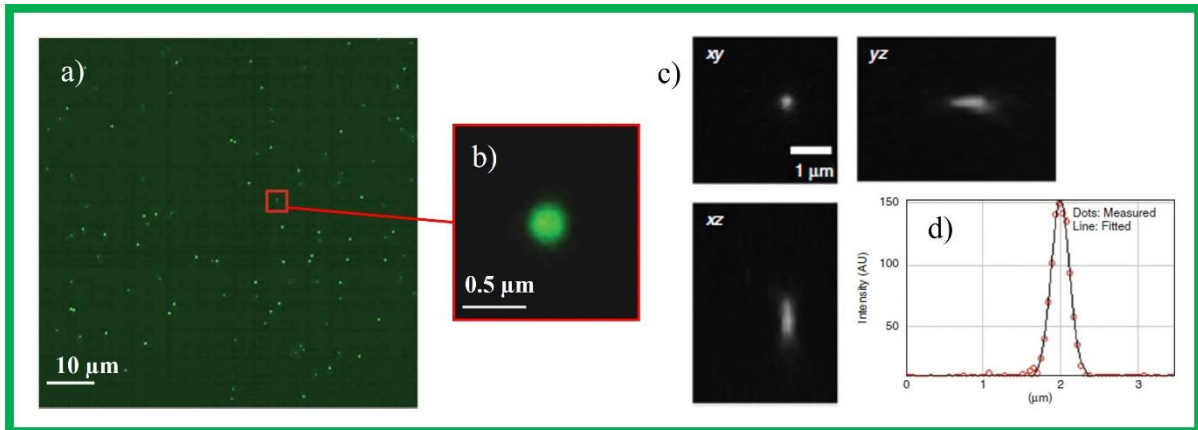 a)
10 μm
b)
0.5 μm
c)
xy
1 μm
yz
xz
d)
150
100
50
Intensity (AU)
Dots: Measured
Line: Fitted
0
1
2
3
(μm)